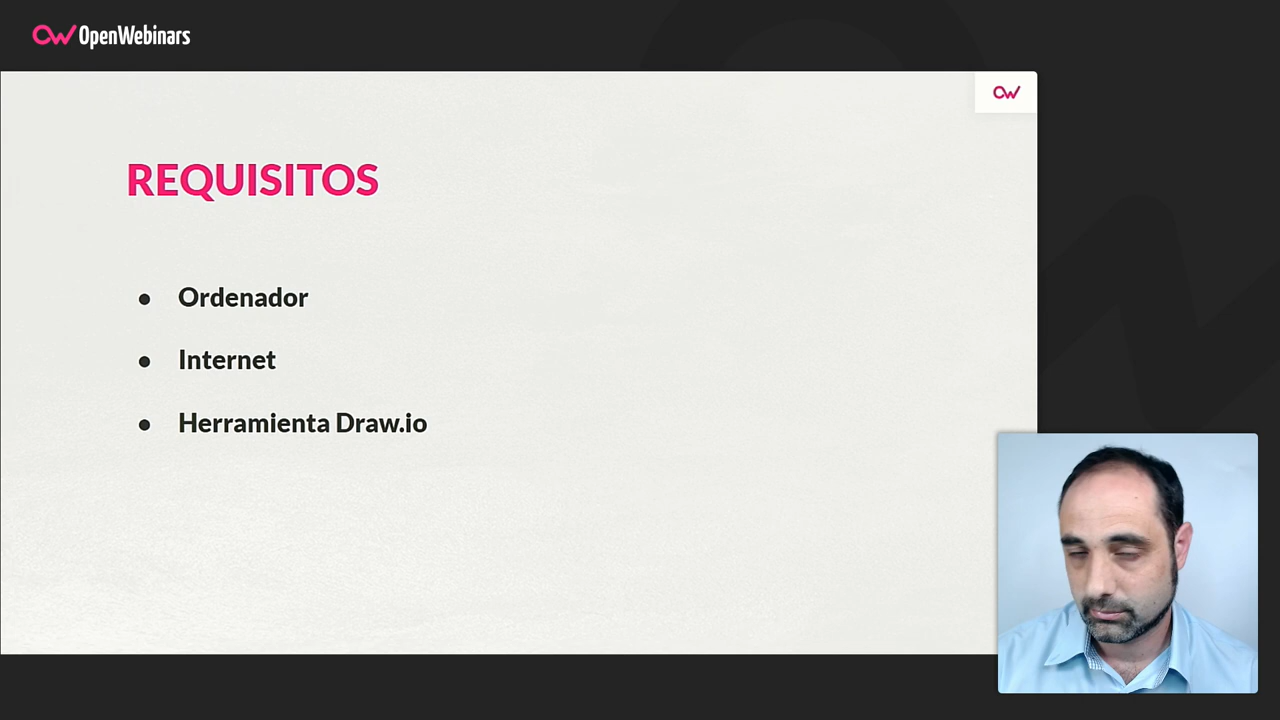 OpenWebinars
REQUISITOS
● Ordenador
● Internet
● Herramienta Draw.io